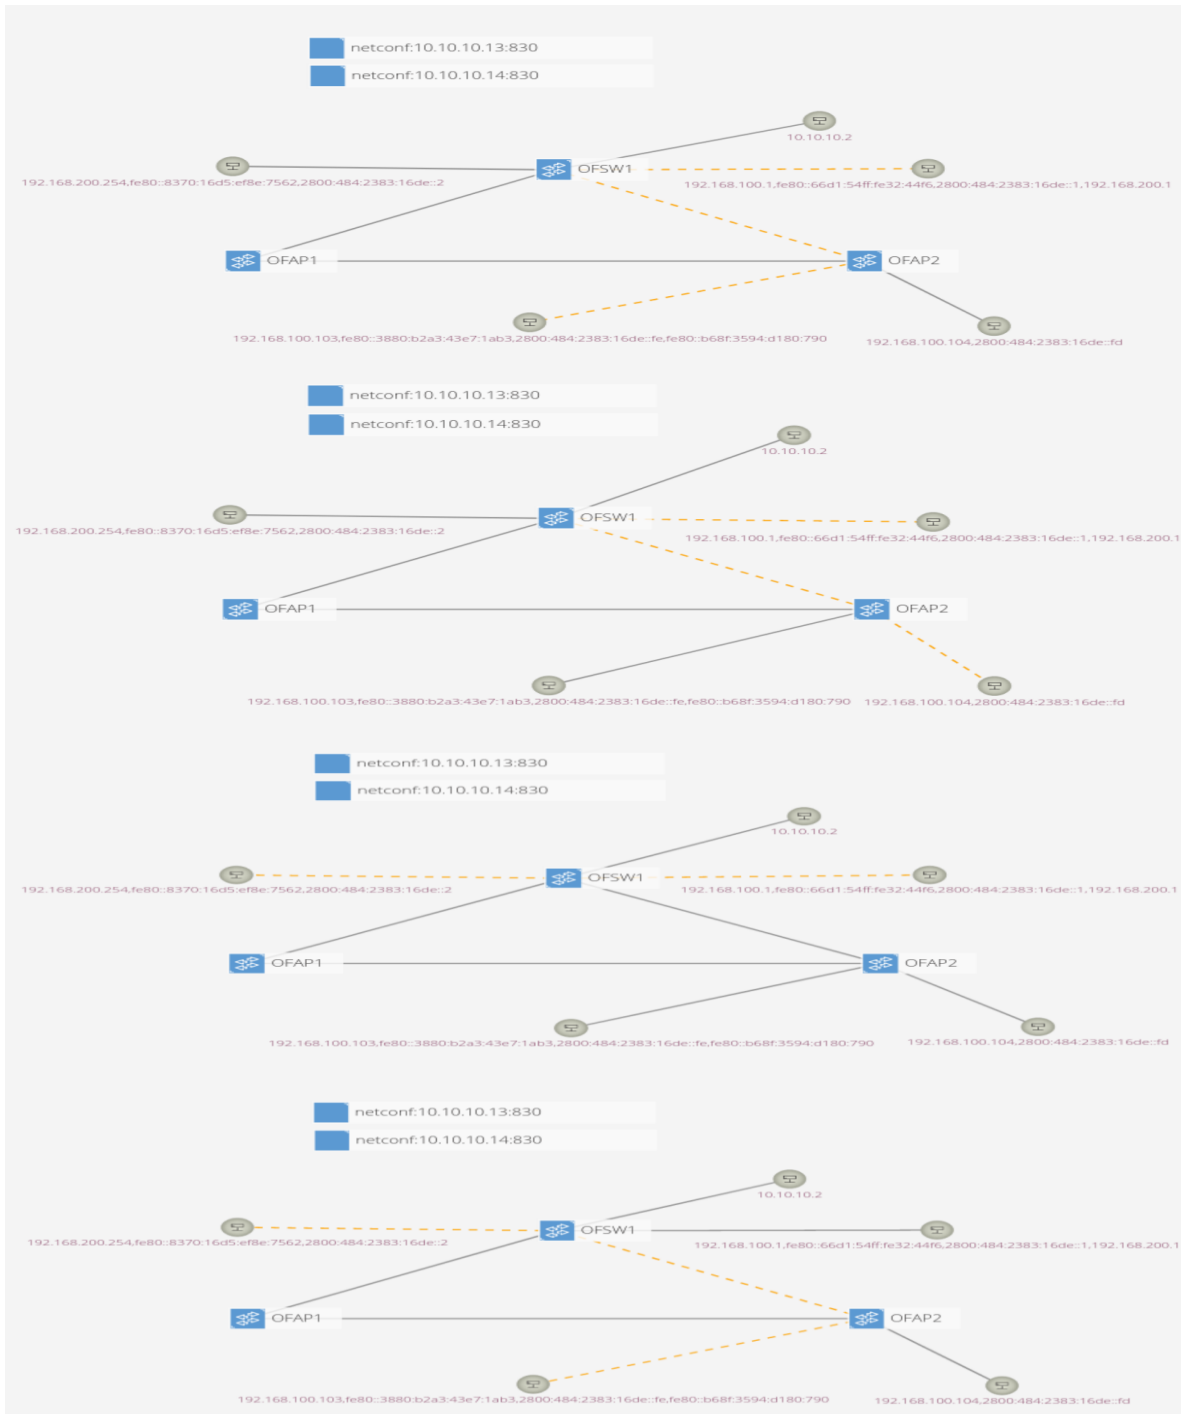 netconf:10.10.10.13:830
netconf:10.10.10.14:830
10.10.10.2
OFSW1
192.168.200.254,fe80::8370:16d5:ef8e:7562,2800:484:2383:16de::2
192.168.100.1,fe80::66d1:54ff:fe32:44f6,2800:484:2383:16de::1,192.168.200.1
OFAP1
OFAP2
192.168.100.103,fe80::3880:b2a3:43e7:1ab3,2800:484:2383:16de::fe,fe80::b68f:3594:d180:790
192.168.100.104,2800:484:2383:16de::fd
netconf:10.10.10.13:830
netconf:10.10.10.14:830
10.10.10.2
OFSW1
192.168.200.254,fe80::8370:16d5:ef8e:7562,2800:484:2383:16de::2
192.168.100.1,fe80::66d1:54ff:fe32:44f6,2800:484:2383:16de::1,192.168.200.1
OFAP1
OFAP2
192.168.100.103,fe80::3880:b2a3:43e7:1ab3,2800:484:2383:16de::fe,fe80::b68f:3594:d180:790
192.168.100.104,2800:484:2383:16de::fd
netconf:10.10.10.13:830
netconf:10.10.10.14:830
10.10.10.2
OFSW1
192.168.200.254,fe80::8370:16d5:ef8e:7562,2800:484:2383:16de::2
192.168.100.1,fe80::66d1:54ff:fe32:44f6,2800:484:2383:16de::1,192.168.200.1
OFAP1
OFAP2
192.168.100.103,fe80::3880:b2a3:43e7:1ab3,2800:484:2383:16de::fe,fe80::b68f:3594:d180:790
192.168.100.104,2800:484:2383:16de::fd
netconf:10.10.10.13:830
netconf:10.10.10.14:830
10.10.10.2
OFSW1
192.168.200.254,fe80::8370:16d5:ef8e:7562,2800:484:2383:16de::2
192.168.100.1,fe80::66d1:54ff:fe32:44f6,2800:484:2383:16de::1,192.168.200.1
OFAP1
OFAP2
192.168.100.103,fe80::3880:b2a3:43e7:1ab3,2800:484:2383:16de::fe,fe80::b68f:3594:d180:790
192.168.100.104,2800:484:2383:16de::fd